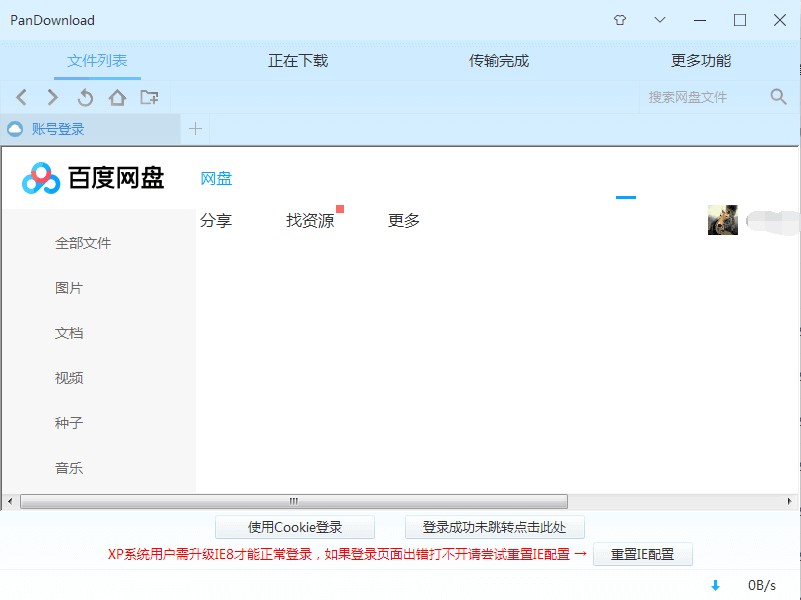 PanDownload
文件列表 正在下载 传输完成 更多功能
搜索网盘文件
账号登录
百度网盘 网盘
分享 找资源 更多
全部文件
图片
文档
视频
种子
音乐
使用Cookie登录 登录成功未跳转点击此处
XP系统用户需升级IE8才能正常登录，如果登录页面出错打不开请尝试重置IE配置 → 重置IE配置
0B/s